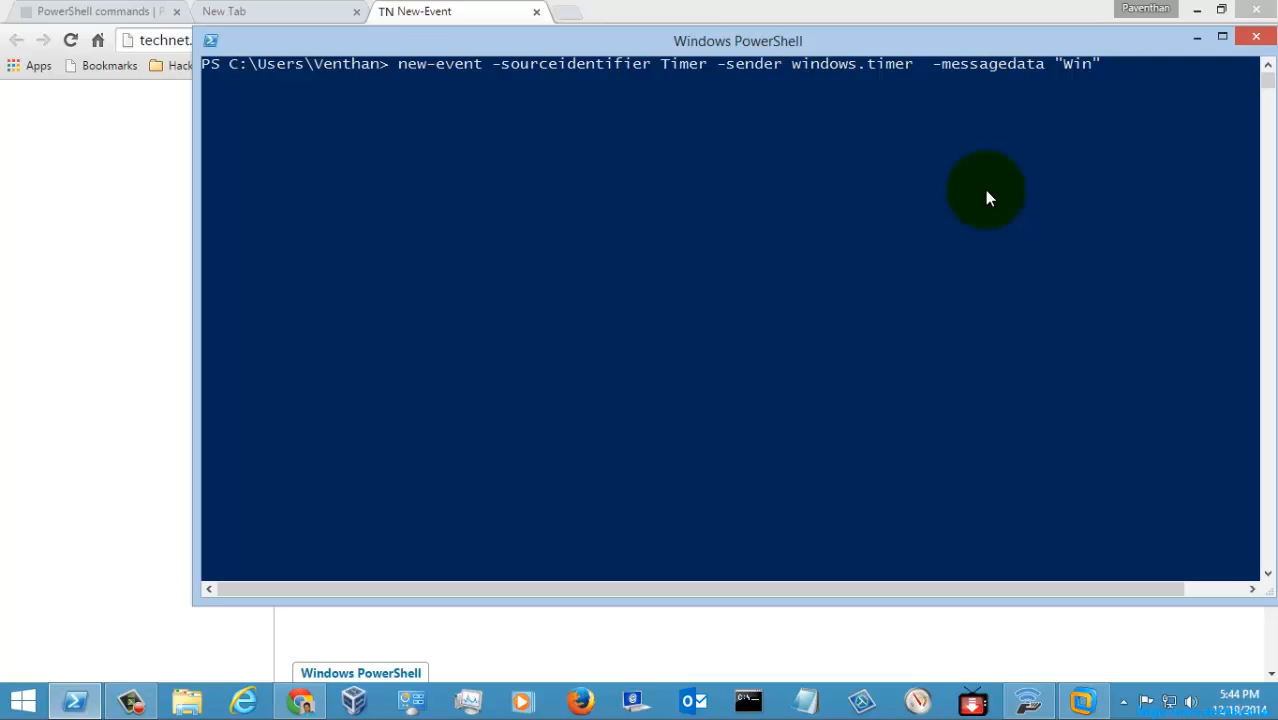 PowerShell commands | P
New Tab
TN New-Event
Paventhan
technet.
Windows PowerShell
Apps
Bookmarks
Hack
PS C:\Users\Venthan> new-event -sourceidentifier Timer -sender windows.timer  -messagedata "Win"
Windows PowerShell
5:44 PM
12/18/2014